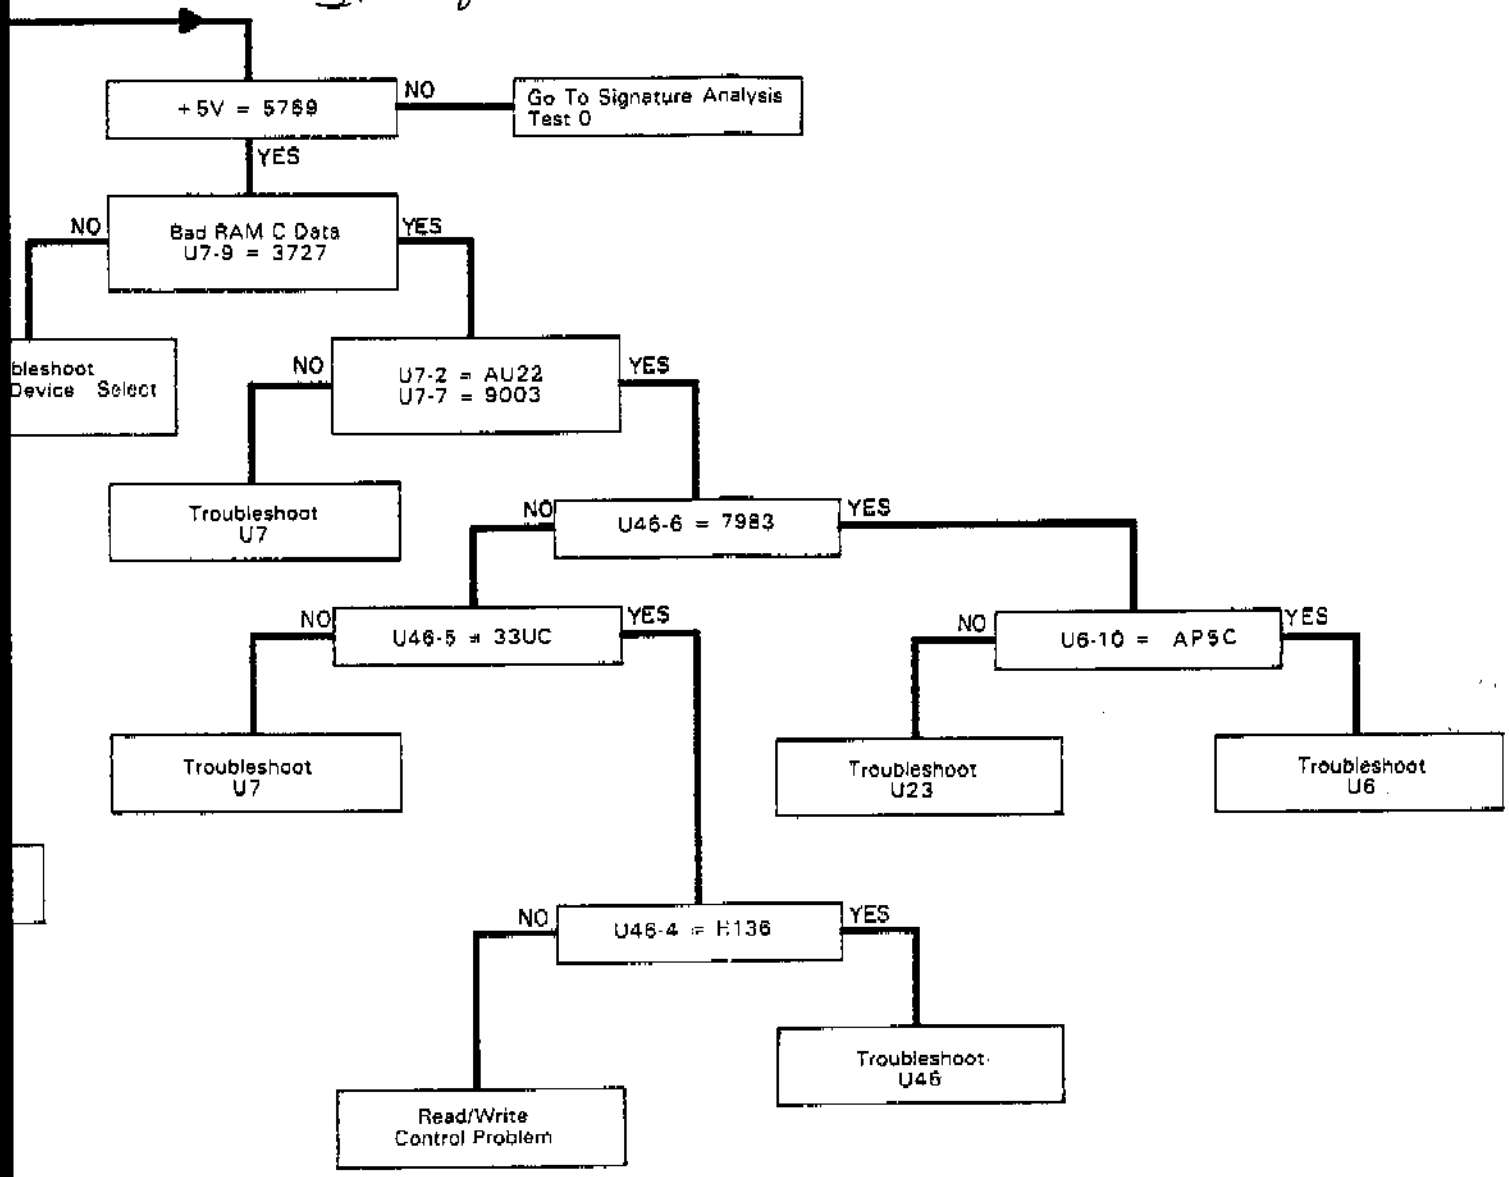 +5V = 5769
NO
Go To Signature Analysis
Test 0
YES
NO
Bad RAM C Data
U7-9 = 3727
YES
bleshoot
Device Select
NO
U7-2 = AU22
U7-7 = 9003
YES
Troubleshoot
U7
NO
U46-6 = 7983
YES
NO
U46-5 = 33UC
YES
NO
U6-10 = AP5C
YES
Troubleshoot
U7
Troubleshoot
U23
Troubleshoot
U6
NO
U46-4 = H136
YES
Troubleshoot
U46
Read/Write
Control Problem